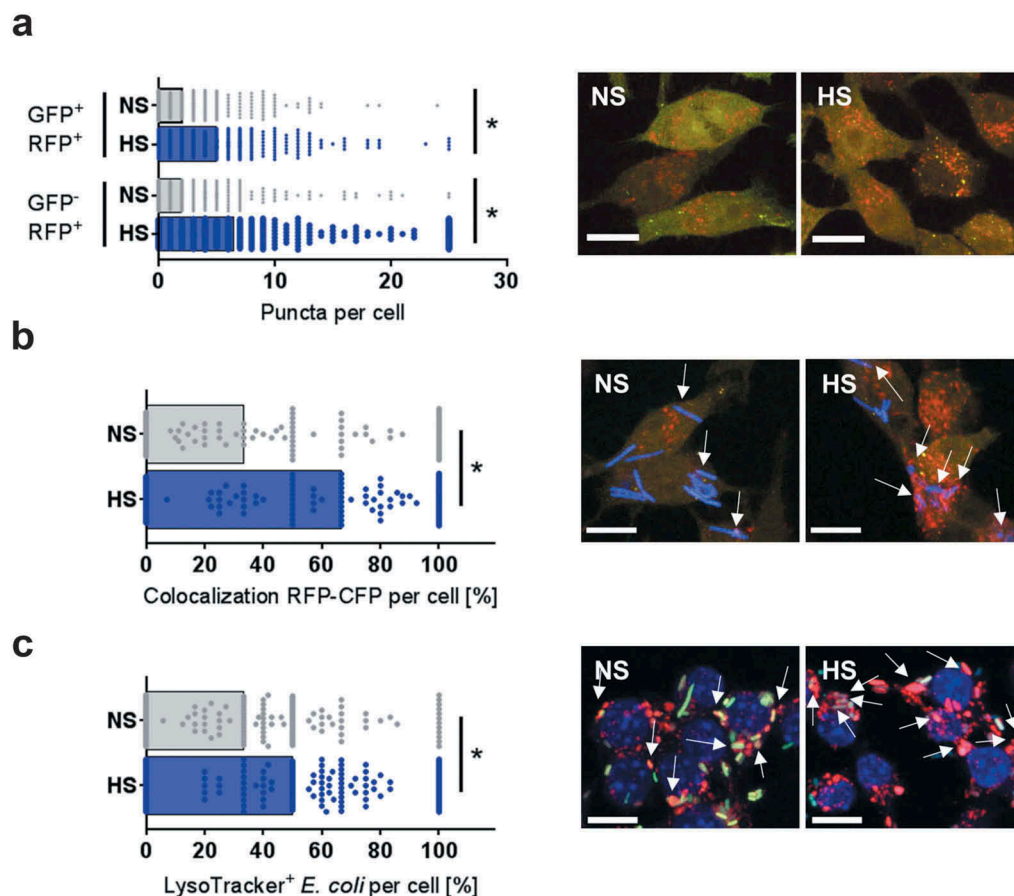 a
GFP⁺
RFP⁺
NS
HS
GFP⁻
RFP⁺
NS
HS
*
*
0 10 20 30
Puncta per cell
NS
HS
b
NS
HS
*
0 20 40 60 80 100
Colocalization RFP-CFP per cell [%]
NS
HS
c
NS
HS
*
0 20 40 60 80 100
LysoTracker⁺ E. coli per cell [%]
NS
HS